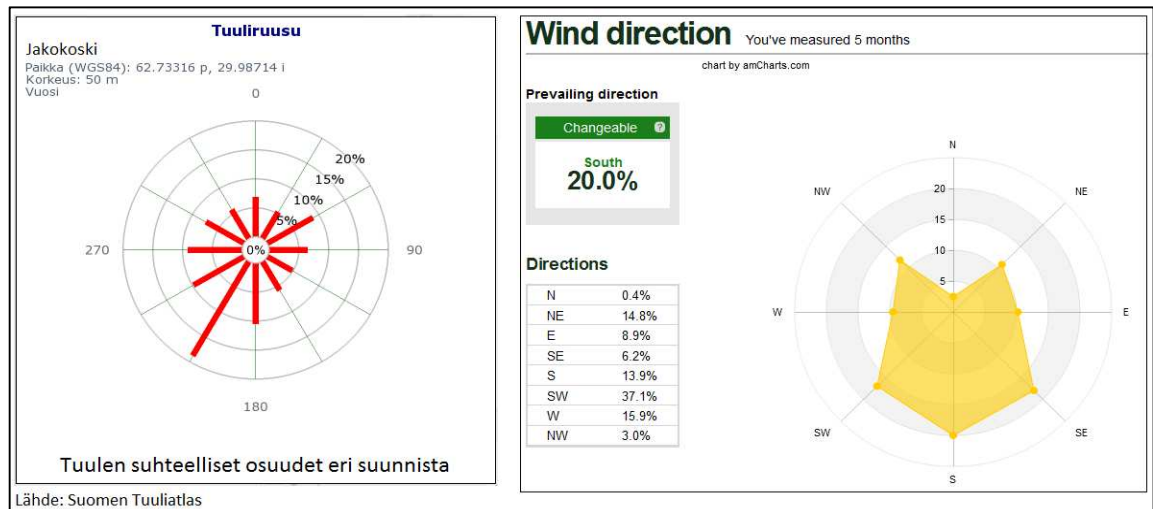 Tuuliruusu
Jakokoski
Paikka (WGS84): 62.73316 p, 29.98714 i
Korkeus: 50 m
Vuosi
0
20%
15%
10%
5%
0%
270
90
180
Tuulen suhteelliset osuudet eri suunnista
Lähde: Suomen Tuuliatlas
Wind direction You've measured 5 months
chart by amCharts.com
Prevailing direction
Changeable ?
South
20.0%
Directions
N 0.4%
NE 14.8%
E 8.9%
SE 6.2%
S 13.9%
SW 37.1%
W 15.9%
NW 3.0%
N
NW
NE
20
15
10
5
W
E
SW
SE
S